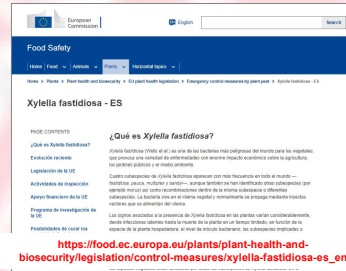 European
Commission
English
Search
Food Safety
Home Food Animals Plants Horizontal topics
Home > Plants > Plant health and biosecurity > EU plant health legislation > Emergency control measures by plant pest > Xylella fastidiosa - ES
Xylella fastidiosa - ES
PAGE CONTENTS
¿Qué es Xylella fastidiosa?
Evolución reciente
Legislación de la UE
Actividades de inspección
Apoyo financiero de la UE
Programa de investigación de
la UE
Posibilidades de curar los
¿Qué es Xylella fastidiosa?
Xylella fastidiosa (Wells et al.) es una de las bacterias más peligrosas del mundo para los vegetales,
que provoca una variedad de enfermedades con enorme impacto económico sobre la agricultura,
los jardines públicos y el medio ambiente.
Cuatro subespecies de Xylella fastidiosa aparecen con más frecuencia en todo el mundo —
fastidiosa, pauca, multiplex y sandyi—, aunque también se han identificado otras subespecies (por
ejemplo morus) así como recombinaciones dentro de la misma subespecie o diferentes
subespecies. La bacteria vive en el xilema vegetal y normalmente se propaga mediante insectos
vectores que se alimentan del xilema.
Los signos asociados a la presencia de Xylella fastidiosa en las plantas varían considerablemente,
desde infecciones latentes hasta la muerte de la planta en un tiempo limitado, en función de la
especie de la planta hospedadora, el nivel de inóculo bacteriano, las subespecies implicadas o
https://food.ec.europa.eu/plants/plant-health-and-
biosecurity/legislation/control-measures/xylella-fastidiosa-es_en